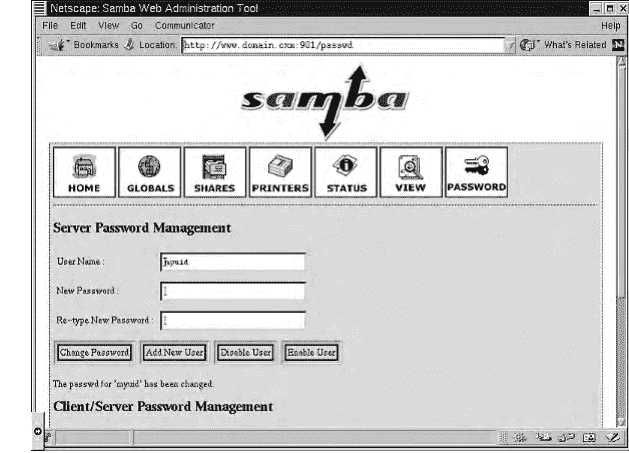 Netscape: Samba Web Administration Tool
File Edit View Go Communicator Help
Bookmarks Location: http://www.domain.cxm:901/passwd What's Related N
samba
HOME GLOBALS SHARES PRINTERS STATUS VIEW PASSWORD
Server Password Management
User Name : myuid
New Password :
Re-type New Password :
Change Password Add New User Disable User Enable User
The passwd for 'myuid' has been changed.
Client/Server Password Management